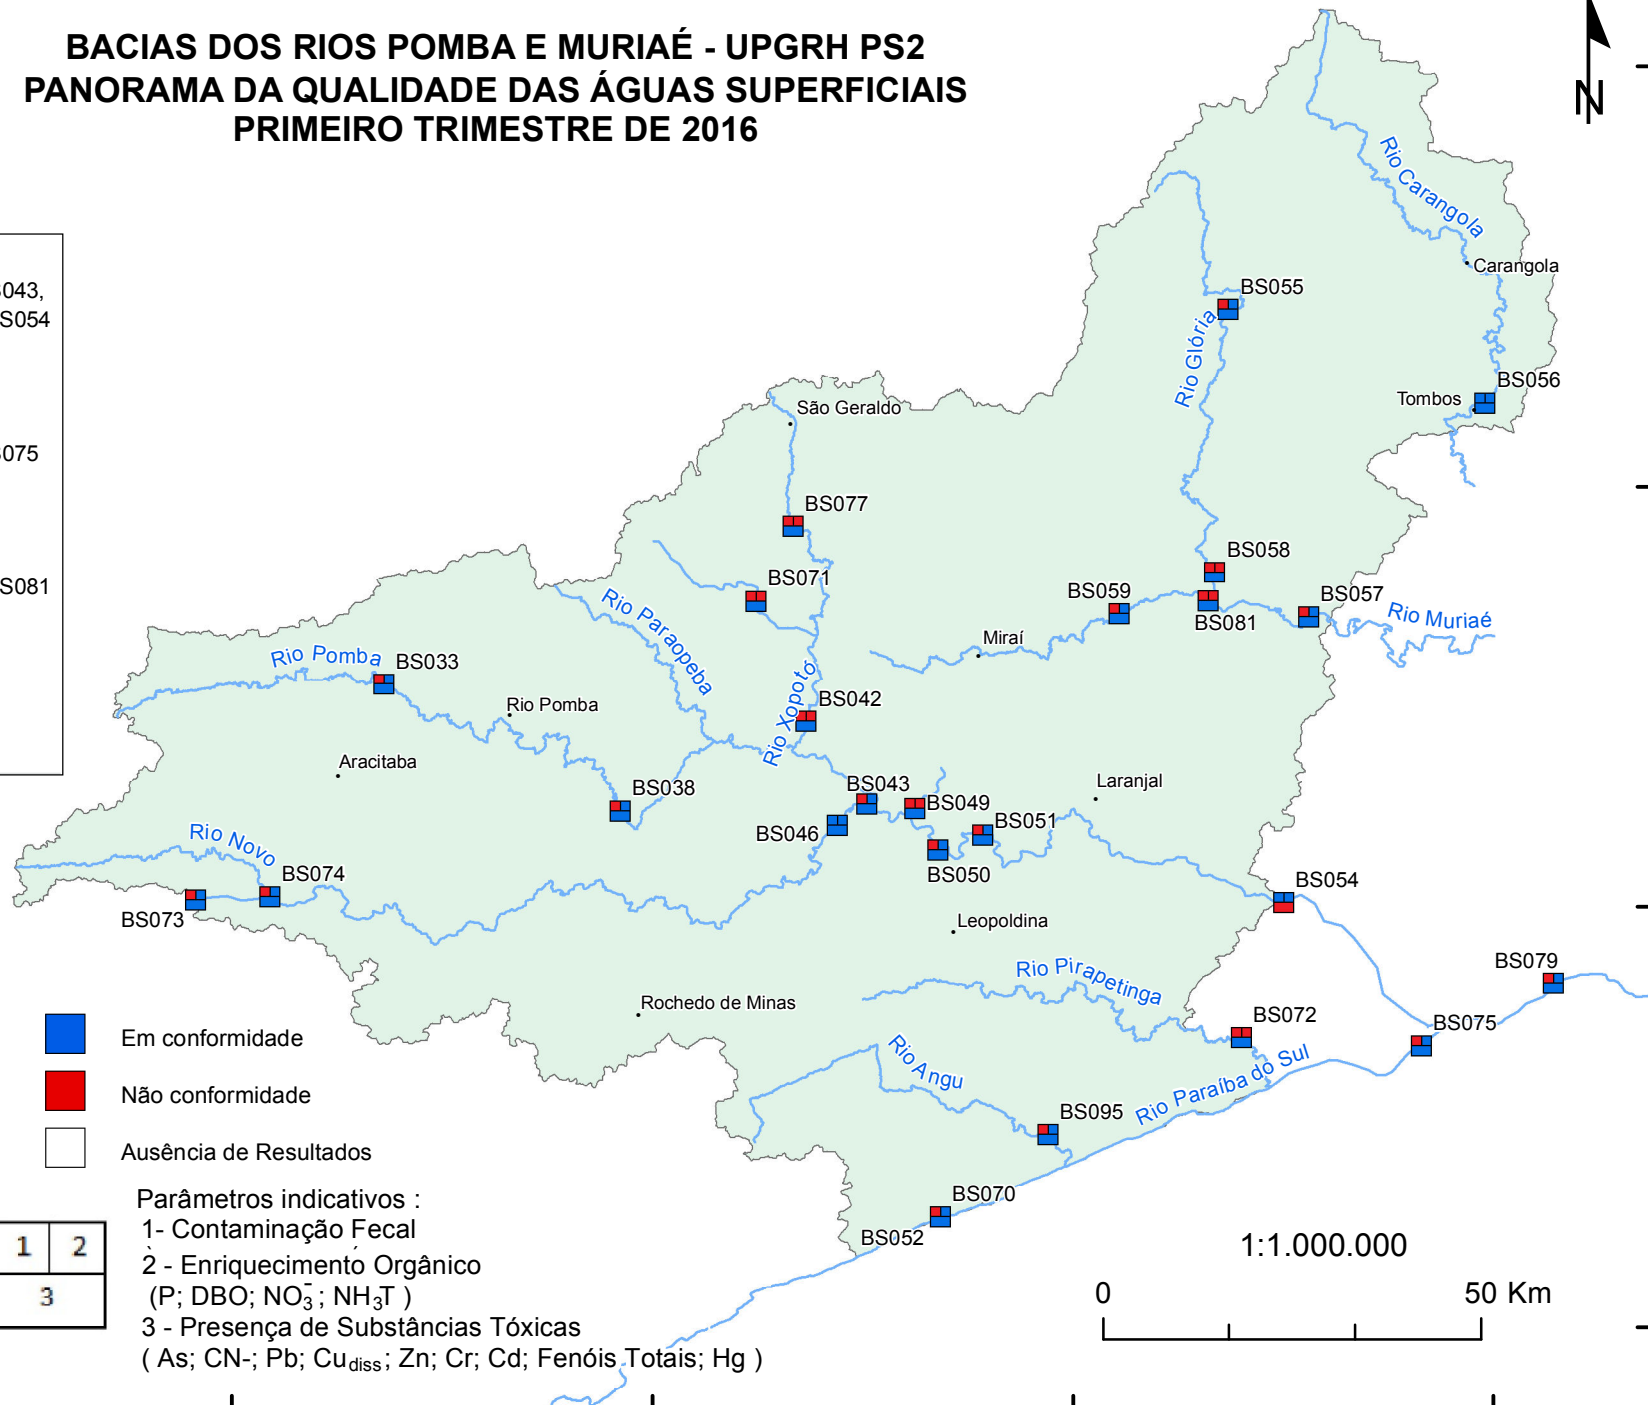 BACIAS DOS RIOS POMBA E MURIAÉ - UPGRH PS2
PANORAMA DA QUALIDADE DAS ÁGUAS SUPERFICIAIS
PRIMEIRO TRIMESTRE DE 2016
N
043,
S054
075
S081
Rio Carangola
Carangola
BS055
Rio Glória
BS056
Tombos
São Geraldo
BS077
BS071
BS058
BS059
BS081
BS057
Rio Muriaé
Miraí
Rio Paraopeba
Rio Pomba
BS033
Rio Pomba
Rio Xopotó
BS042
Aracitaba
BS038
BS043
BS049
BS046
BS051
BS050
Laranjal
Rio Novo
BS074
BS073
BS054
Leopoldina
Rio Pirapetinga
BS079
Rochedo de Minas
BS072
BS075
Rio Angu
Rio Paraíba do Sul
BS095
BS070
BS052
Em conformidade
Não conformidade
Ausência de Resultados
Parâmetros indicativos :
1- Contaminação Fecal
2 - Enriquecimento Orgânico
(P; DBO; NO₃⁻; NH₃T )
3 - Presença de Substâncias Tóxicas
( As; CN-; Pb; Cudiss; Zn; Cr; Cd; Fenóis Totais; Hg )
1 2
3
1:1.000.000
0 50 Km